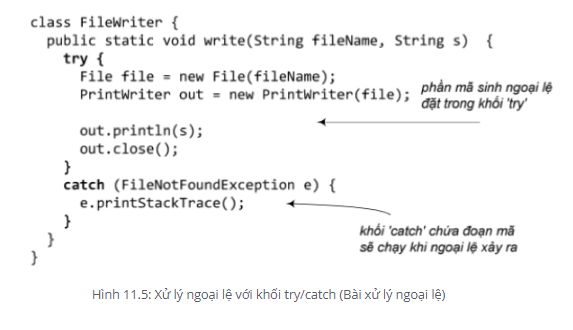 class FileWriter {
public static void write(String fileName, String s) {
try {
File file = new File(fileName);
PrintWriter out = new PrintWriter(file);
phần mã sinh ngoại lệ
đặt trong khối 'try'
out.println(s);
out.close();
}
catch (FileNotFoundException e) {
e.printStackTrace();
}
khối 'catch' chứa đoạn mã
sẽ chạy khi ngoại lệ xảy ra
}
}
Hình 11.5: Xử lý ngoại lệ với khối try/catch (Bài xử lý ngoại lệ)